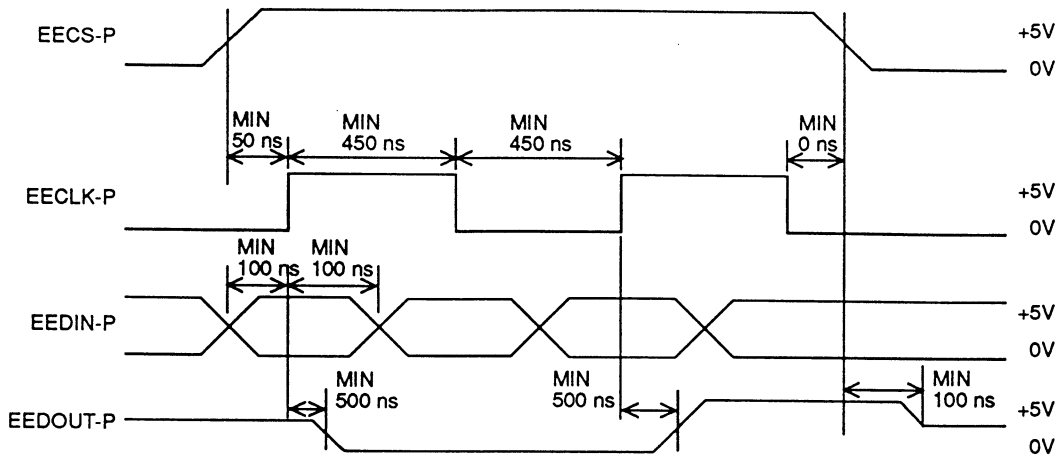 EECS-P
+5V
0V
MIN
50 ns
MIN
450 ns
MIN
450 ns
MIN
0 ns
EECLK-P
+5V
0V
MIN
100 ns
MIN
100 ns
EEDIN-P
+5V
0V
MIN
500 ns
MIN
500 ns
MIN
100 ns
EEDOUT-P
+5V
0V